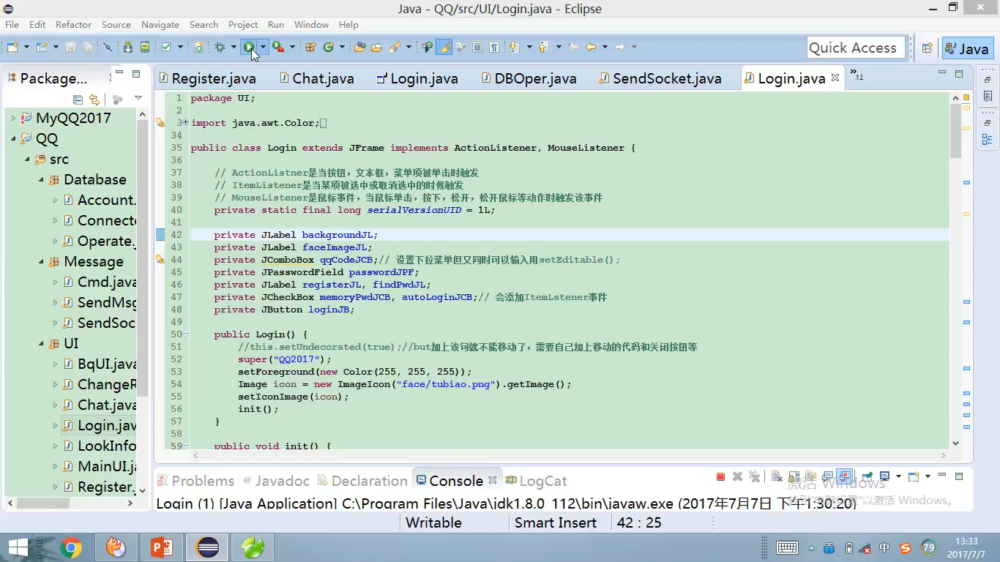 Java - QQ/src/UI/Login.java - Eclipse
File Edit Refactor Source Navigate Search Project Run Window Help
Quick Access
Java
Package...
Register.java Chat.java Login.java DBOper.java SendSocket.java Login.java »12
MyQQ2017
QQ
src
Database
Account.
Connect
Operate.
Message
Cmd.java
SendMsg
SendSoc
UI
BqUI.java
ChangeR
Chat.java
Login.jav
LookInfo
MainUI.ja
Register.
1 package UI;
2
3 import java.awt.Color;
34
35 public class Login extends JFrame implements ActionListener, MouseListener {
36
37 // ActionListner是当按钮，文本框，菜单项被单击时触发
38 // ItemListener是当某项被选中或取消选中的时候触发
39 // MouseListener是鼠标事件，当鼠标单击，按下，松开，松开鼠标等动作时触发该事件
40 private static final long serialVersionUID = 1L;
41
42 private JLabel backgroundJL;
43 private JLabel faceImageJL;
44 private JComboBox qqCodeJCB;// 设置下拉菜单但又同时可以输入用setEditable();
45 private JPasswordField passwordJPF;
46 private JLabel registerJL, findPwdJL;
47 private JCheckBox memoryPwdJCB, autoLoginJCB;// 会添加ItemLstener事件
48 private JButton loginJB;
49
50 public Login() {
51 //this.setUndecorated(true);//but加上该句就不能移动了，需要自己加上移动的代码和关闭按钮等
52 super("QQ2017");
53 setForeground(new Color(255, 255, 255));
54 Image icon = new ImageIcon("face/tubiao.png").getImage();
55 setIconImage(icon);
56 init();
57 }
58
59 public void init() {
Problems Javadoc Declaration Console LogCat
激活 Windows
Login (1) [Java Application] C:\Program Files\Java\jdk1.8.0_112\bin\javaw.exe (2017年7月7日 下午1:30:20)
转到"电脑设置"以激活 Windows。
Writable Smart Insert 42 : 25
中 79
13:33
2017/7/7